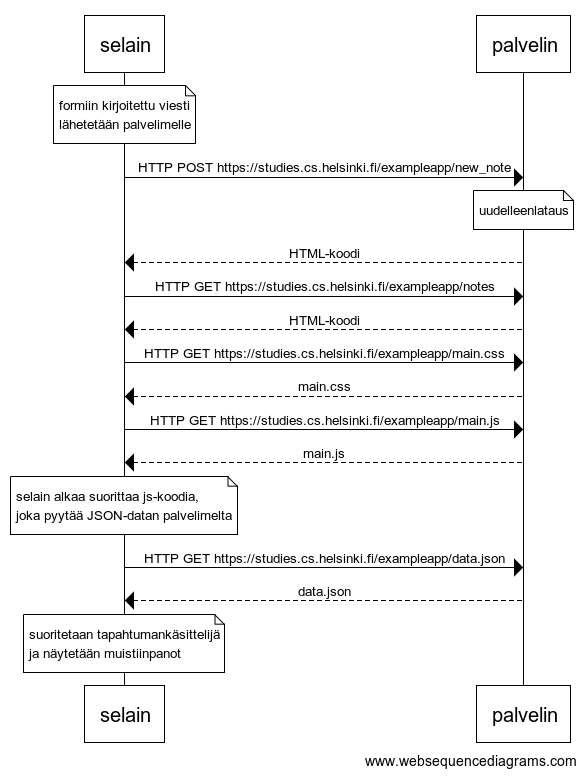 selain
palvelin
formiin kirjoitettu viesti
lähetetään palvelimelle
HTTP POST https://studies.cs.helsinki.fi/exampleapp/new_note
uudelleenlataus
HTML-koodi
HTTP GET https://studies.cs.helsinki.fi/exampleapp/notes
HTML-koodi
HTTP GET https://studies.cs.helsinki.fi/exampleapp/main.css
main.css
HTTP GET https://studies.cs.helsinki.fi/exampleapp/main.js
main.js
selain alkaa suorittaa js-koodia,
joka pyytää JSON-datan palvelimelta
HTTP GET https://studies.cs.helsinki.fi/exampleapp/data.json
data.json
suoritetaan tapahtumankäsittelijä
ja näytetään muistiinpanot
selain
palvelin
www.websequencediagrams.com